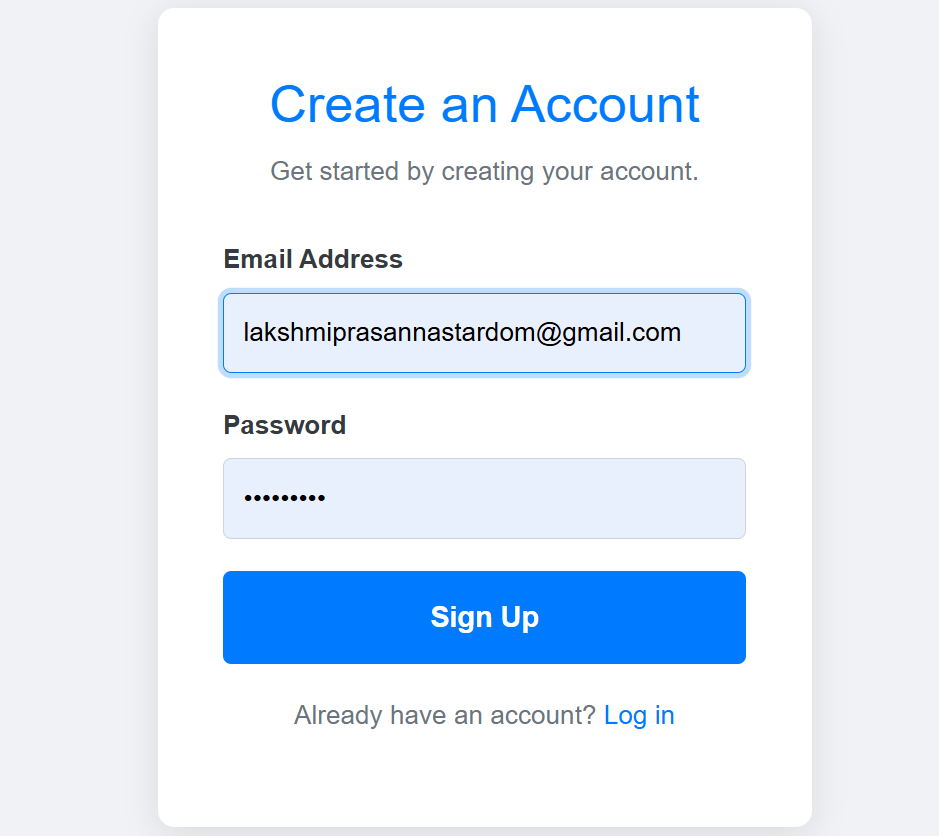 Create an Account
Get started by creating your account.
Email Address
lakshmiprasannastardom@gmail.com
Password
•••••••••
Sign Up
Already have an account? Log in